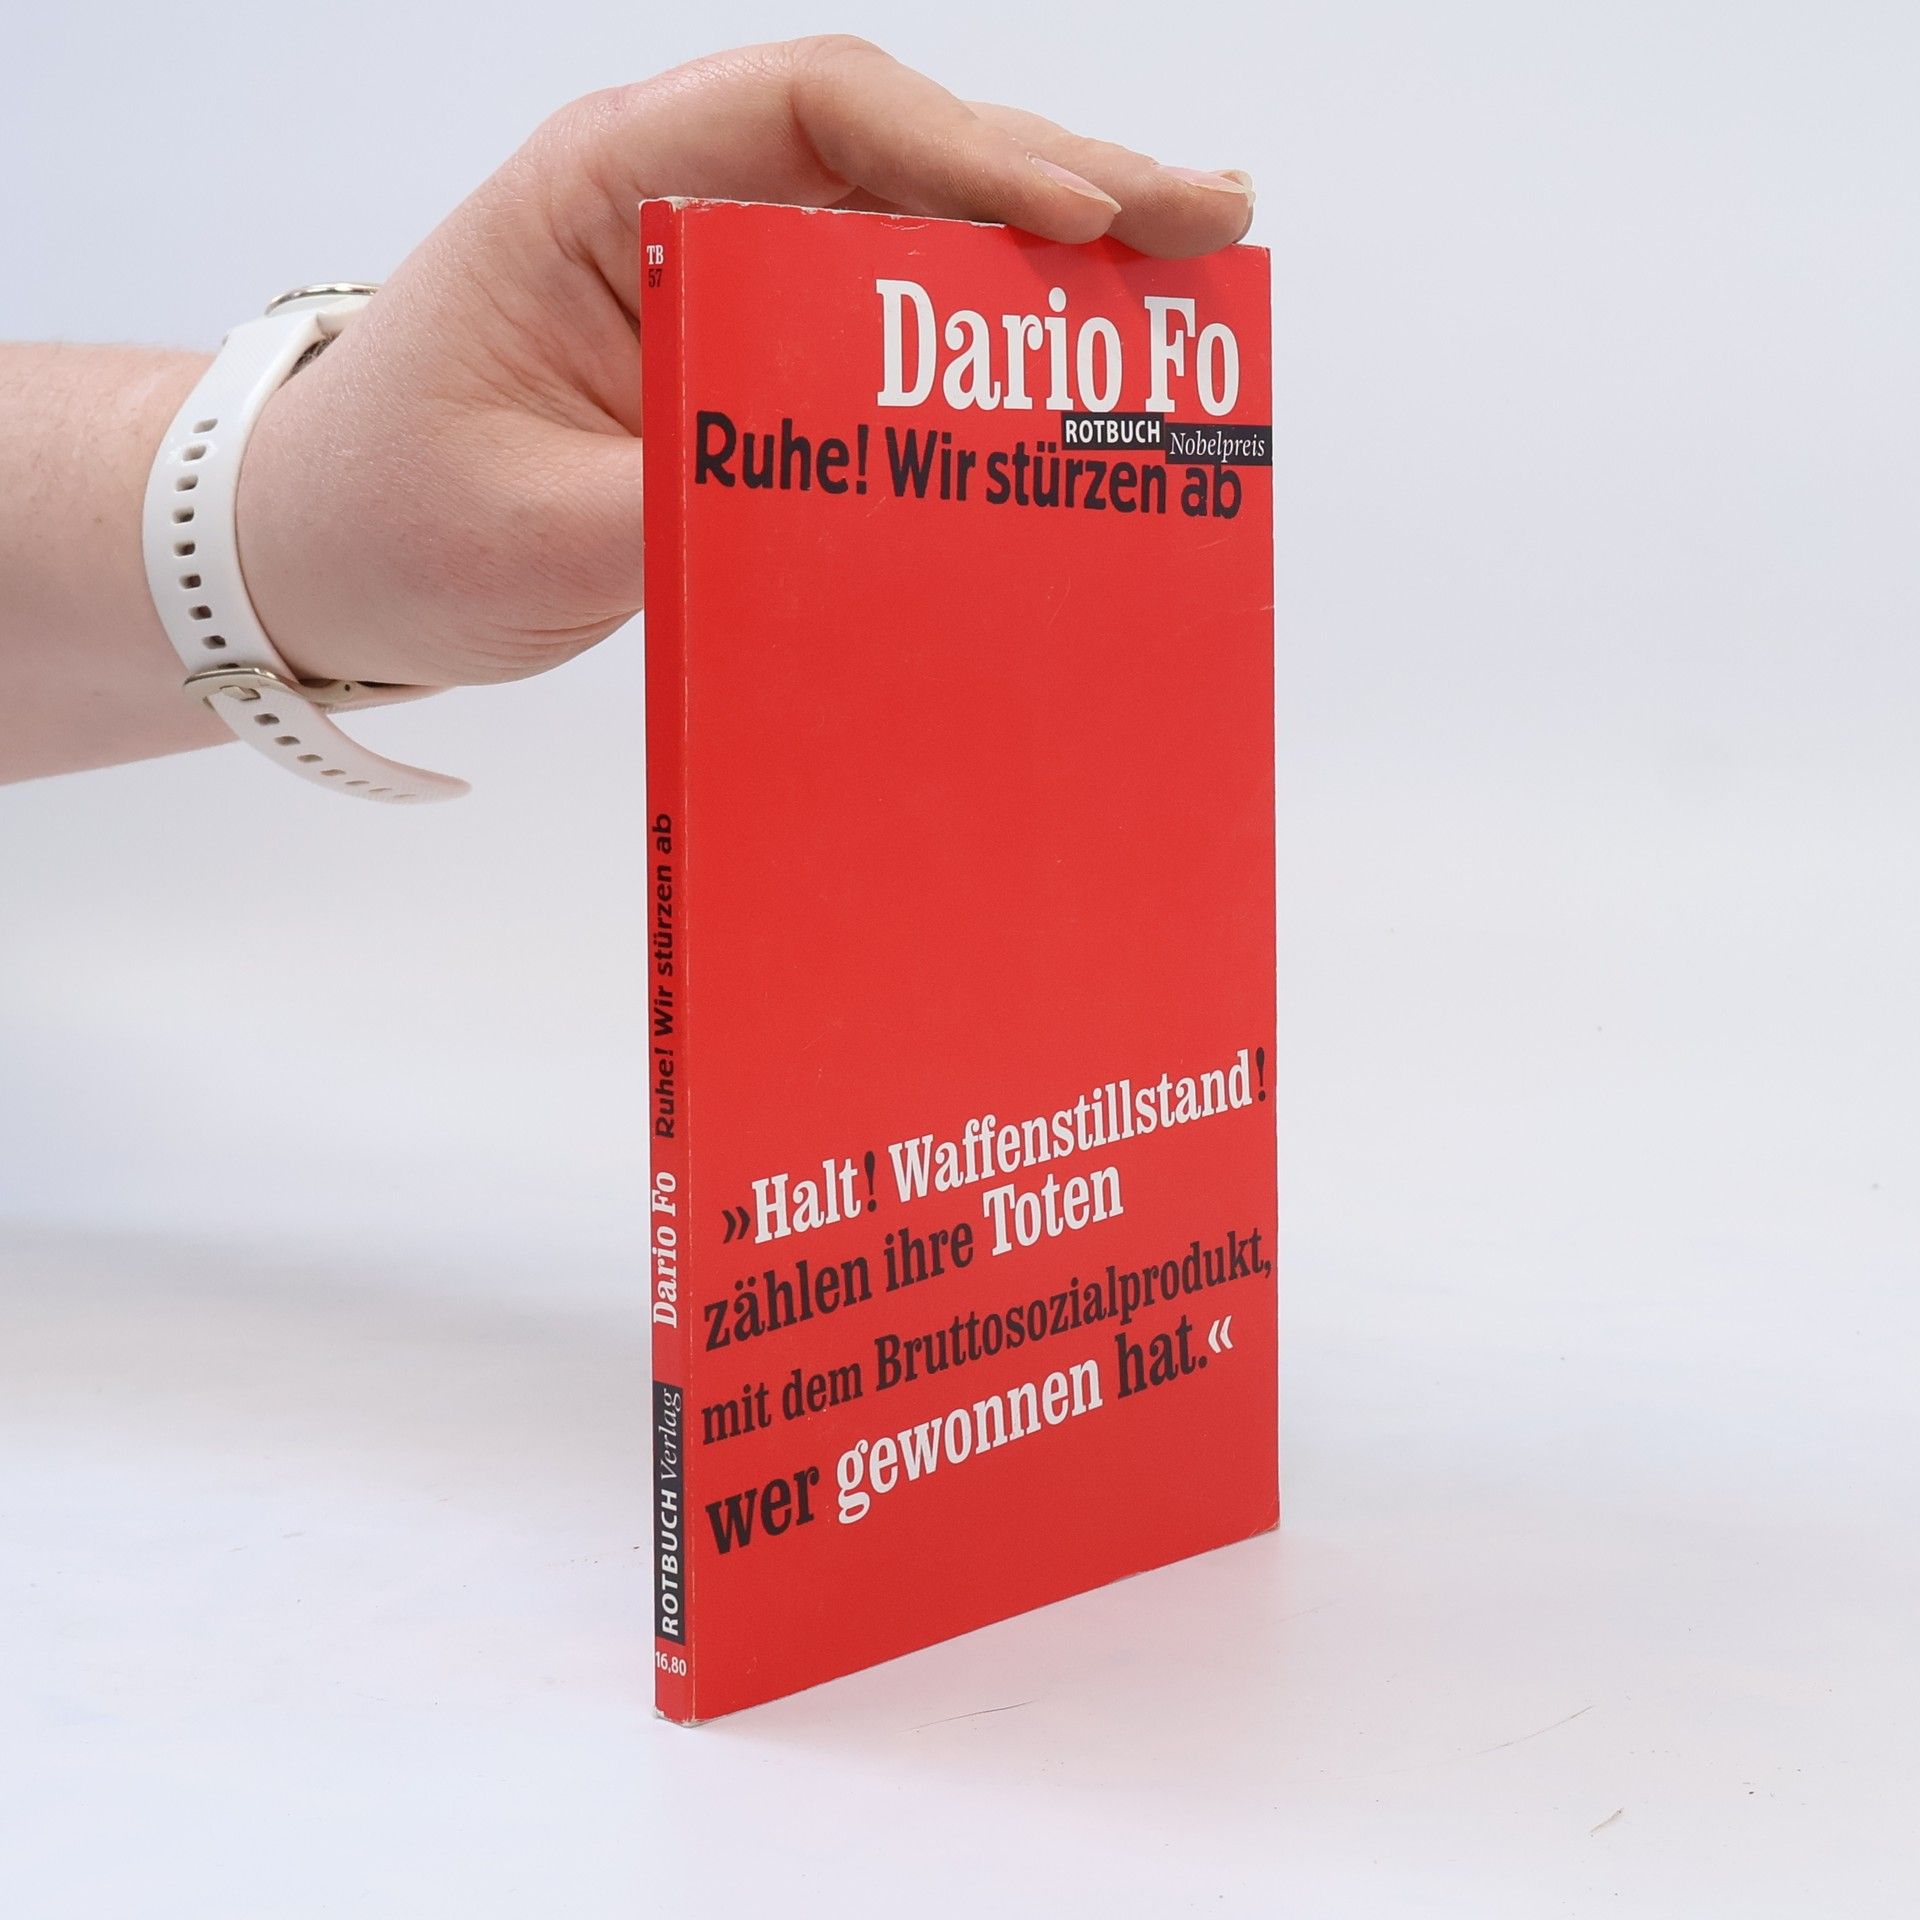 TB
57
Dario Fo
ROTBUCH Nobelpreis
Ruhe! Wir stürzen ab
»Halt! Waffenstillstand!
zählen ihre Toten
mit dem Bruttosozialprodukt,
wer gewonnen hat.«
Dario Fo Ruhe! Wir stürzen ab
ROTBUCH Verlag
16,80